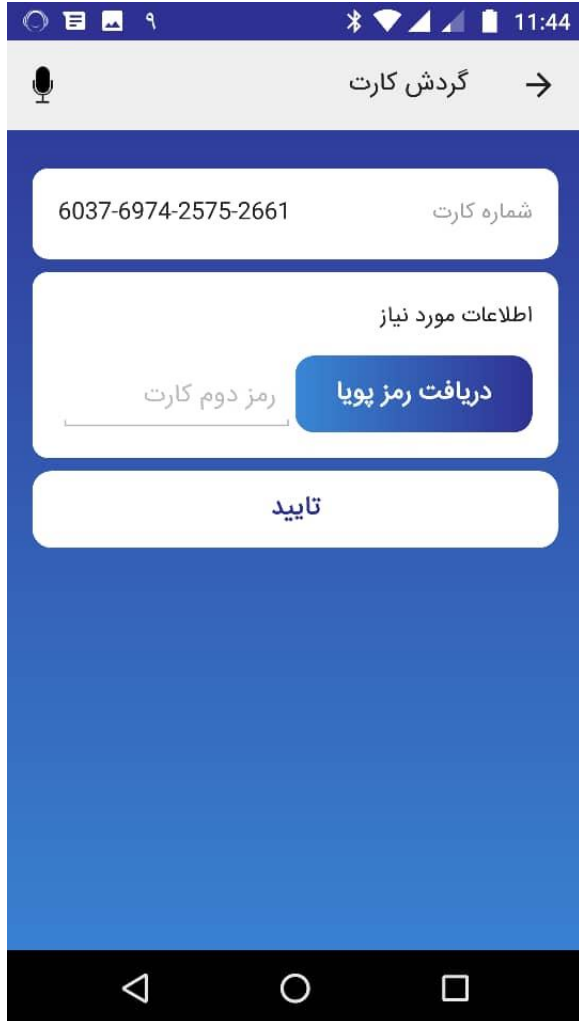 ۹ 11:44
گردش کارت
شماره کارت 6037-6974-2575-2661
اطلاعات مورد نیاز
دریافت رمز پویا رمز دوم کارت
تایید